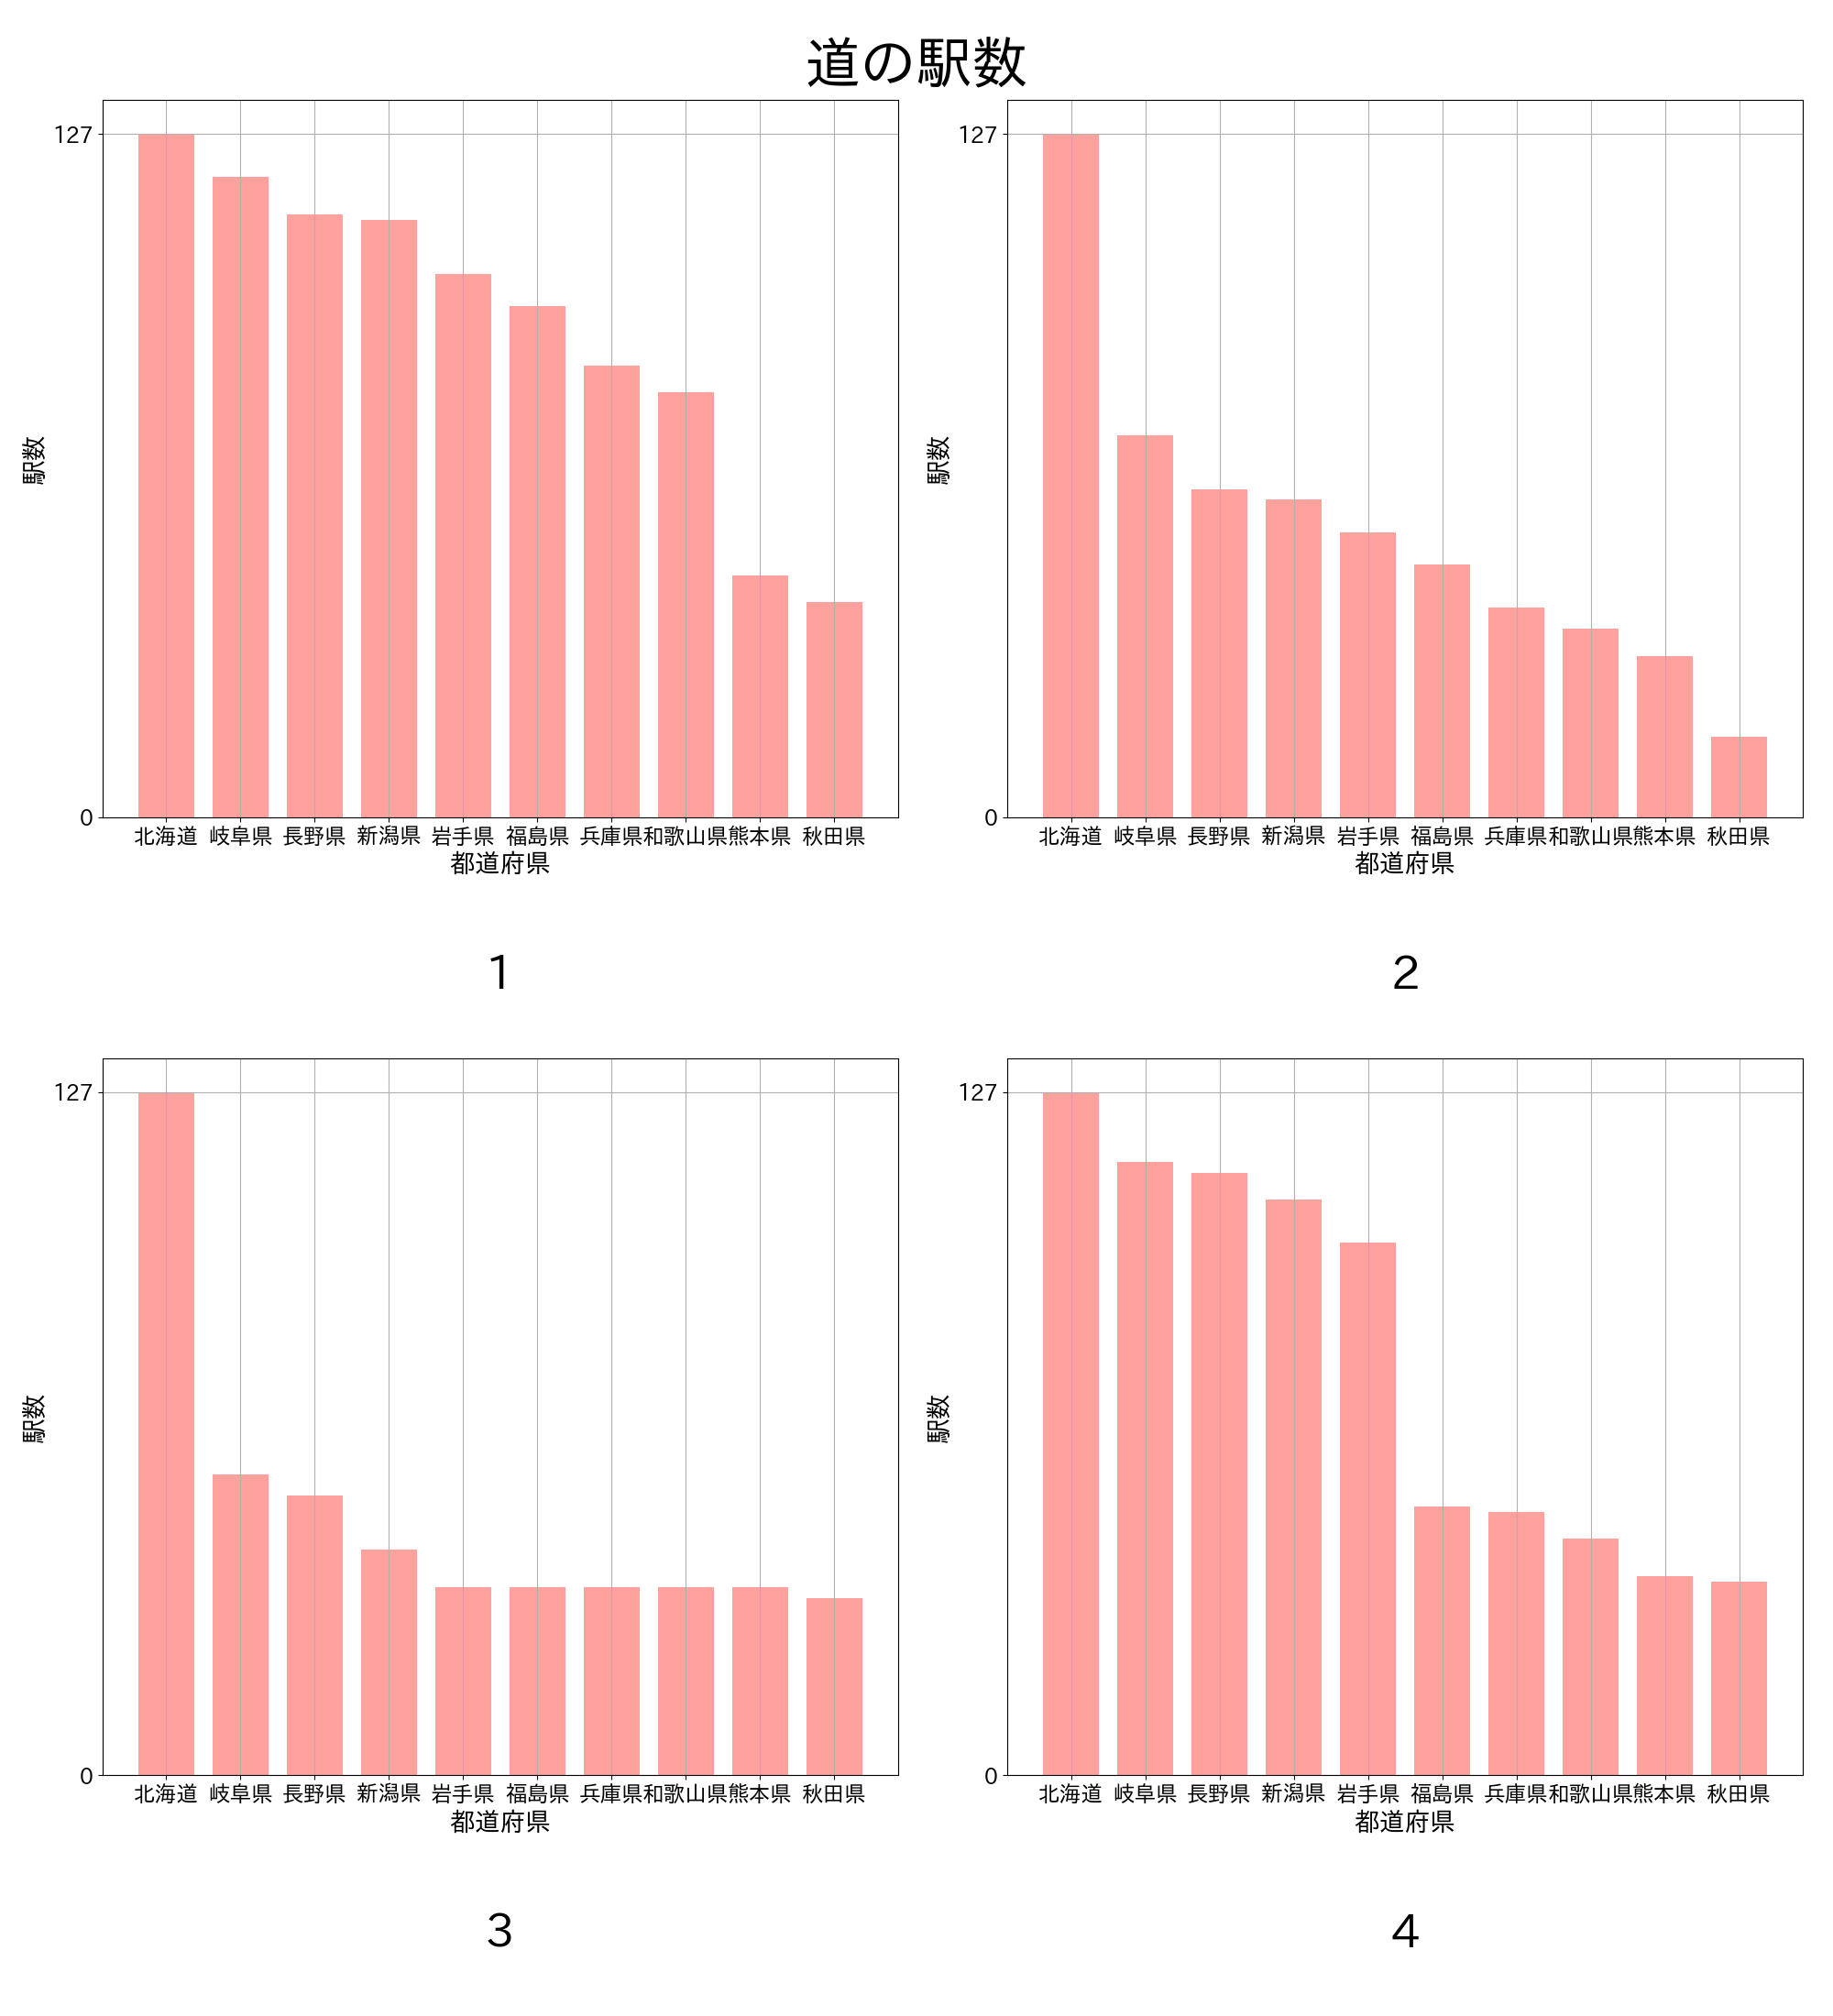 道の駅数
127
0
駅数
北海道 岐阜県 長野県 新潟県 岩手県 福島県 兵庫県 和歌山県 熊本県 秋田県
都道府県
1
127
0
駅数
北海道 岐阜県 長野県 新潟県 岩手県 福島県 兵庫県 和歌山県 熊本県 秋田県
都道府県
2
127
0
駅数
北海道 岐阜県 長野県 新潟県 岩手県 福島県 兵庫県 和歌山県 熊本県 秋田県
都道府県
3
127
0
駅数
北海道 岐阜県 長野県 新潟県 岩手県 福島県 兵庫県 和歌山県 熊本県 秋田県
都道府県
4